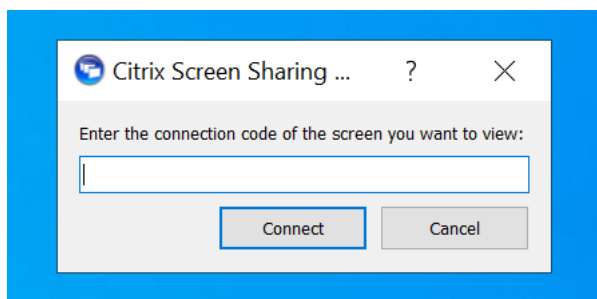 Citrix Screen Sharing ...
Enter the connection code of the screen you want to view:
Connect Cancel